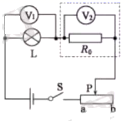 V₁ V₂
L R₀
S P
a b